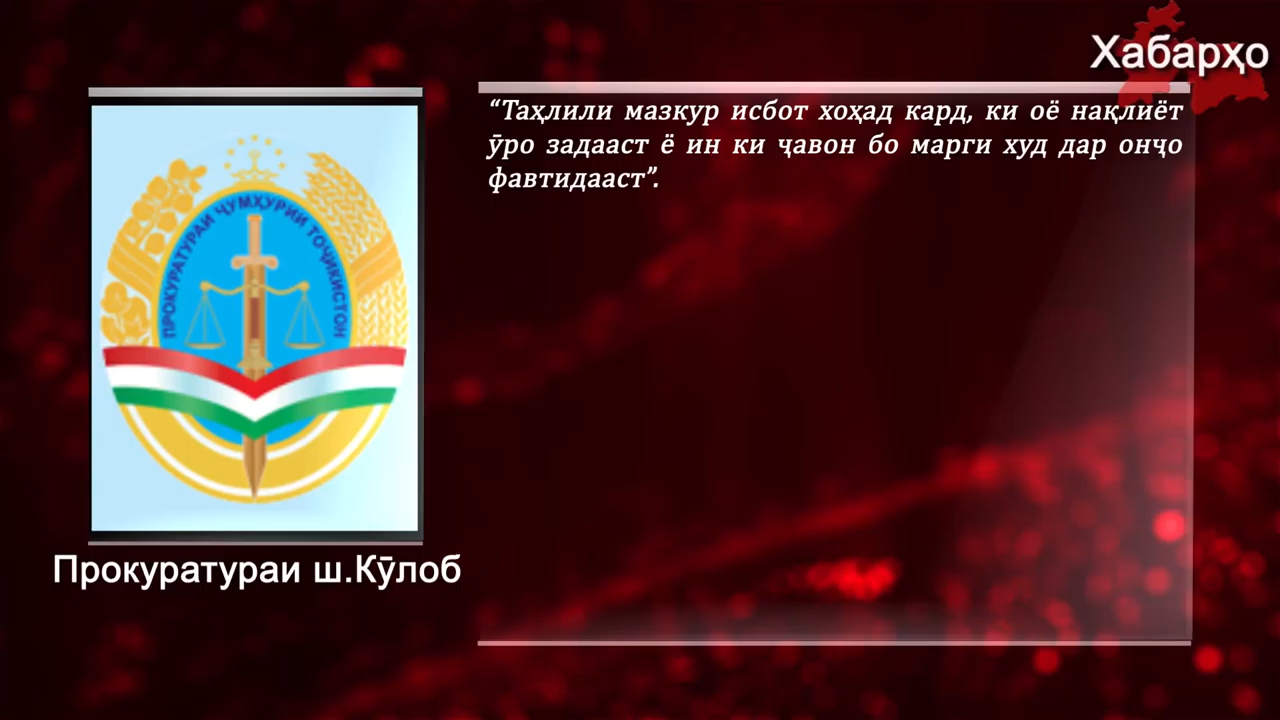 Хабарҳо
“Таҳлили мазкур исбот хоҳад кард, ки оё нақлиёт
ӯро задааст ё ин ки ҷавон бо марги худ дар онҷо
фавтидааст”.
ПРОКУРАТУРАИ ҶУМҲУРИИ ТОҶИКИСТОН
Прокуратураи ш.Кӯлоб